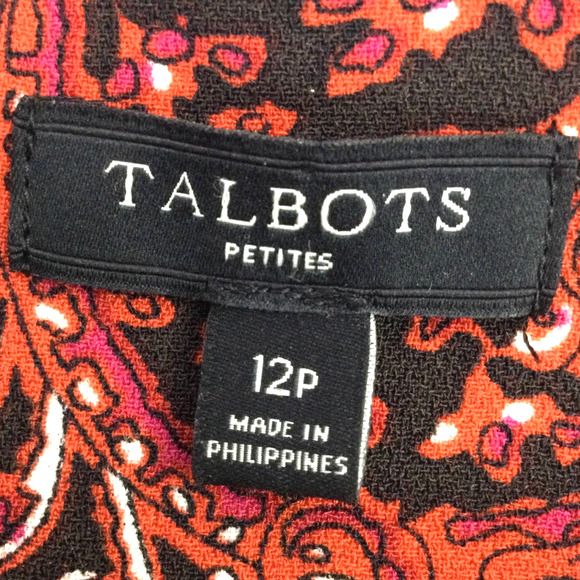 TALBOTS
PETITES
12P
MADE IN
PHILIPPINES